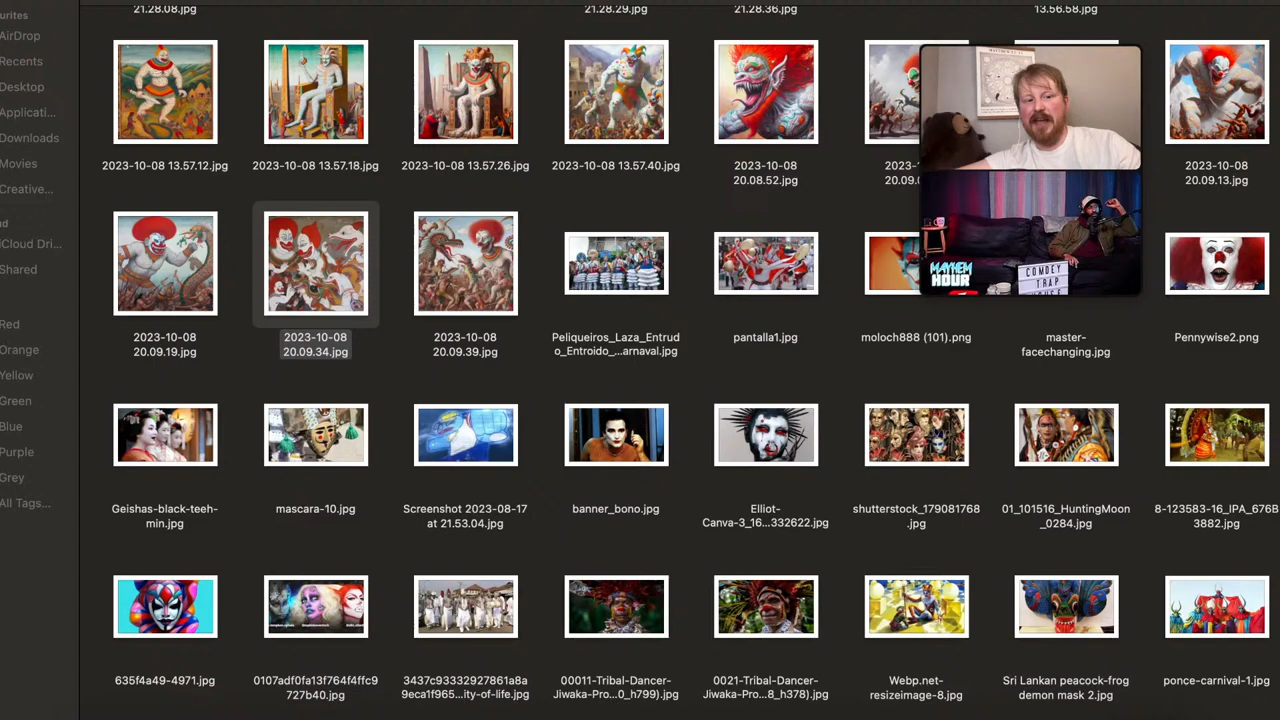 21.28.08.jpg
21.28.29.jpg
21.28.36.jpg
13.56.58.jpg
urites
AirDrop
Recents
Desktop
Applicati...
Downloads
Movies
Creative...
d
iCloud Dri...
Shared
Red
Orange
Yellow
Green
Blue
Purple
Grey
All Tags...
2023-10-08 13.57.12.jpg
2023-10-08 13.57.18.jpg
2023-10-08 13.57.26.jpg
2023-10-08 13.57.40.jpg
2023-10-08
20.08.52.jpg
2023-10-08
20.09.13.jpg
MAYHEM
HOUR
COMDEY
TRAP
2023-10-08
20.09.19.jpg
2023-10-08
20.09.34.jpg
2023-10-08
20.09.39.jpg
Peliqueiros_Laza_Entrud
o_Entroido_...arnaval.jpg
pantalla1.jpg
moloch888 (101).png
master-
facechanging.jpg
Pennywise2.png
Geishas-black-teeh-
min.jpg
mascara-10.jpg
Screenshot 2023-08-17
at 21.53.04.jpg
banner_bono.jpg
Elliot-
Canva-3_16...332622.jpg
shutterstock_179081768
.jpg
01_101516_HuntingMoon
_0284.jpg
8-123583-16_IPA_676B
3882.jpg
635f4a49-4971.jpg
0107adf0fa13f764f4ffc9
727b40.jpg
3437c93332927861a8a
9eca1f965...ity-of-life.jpg
00011-Tribal-Dancer-
Jiwaka-Pro...0_h799).jpg
0021-Tribal-Dancer-
Jiwaka-Pro...8_h378).jpg
Webp.net-
resizeimage-8.jpg
Sri Lankan peacock-frog
demon mask 2.jpg
ponce-carnival-1.jpg